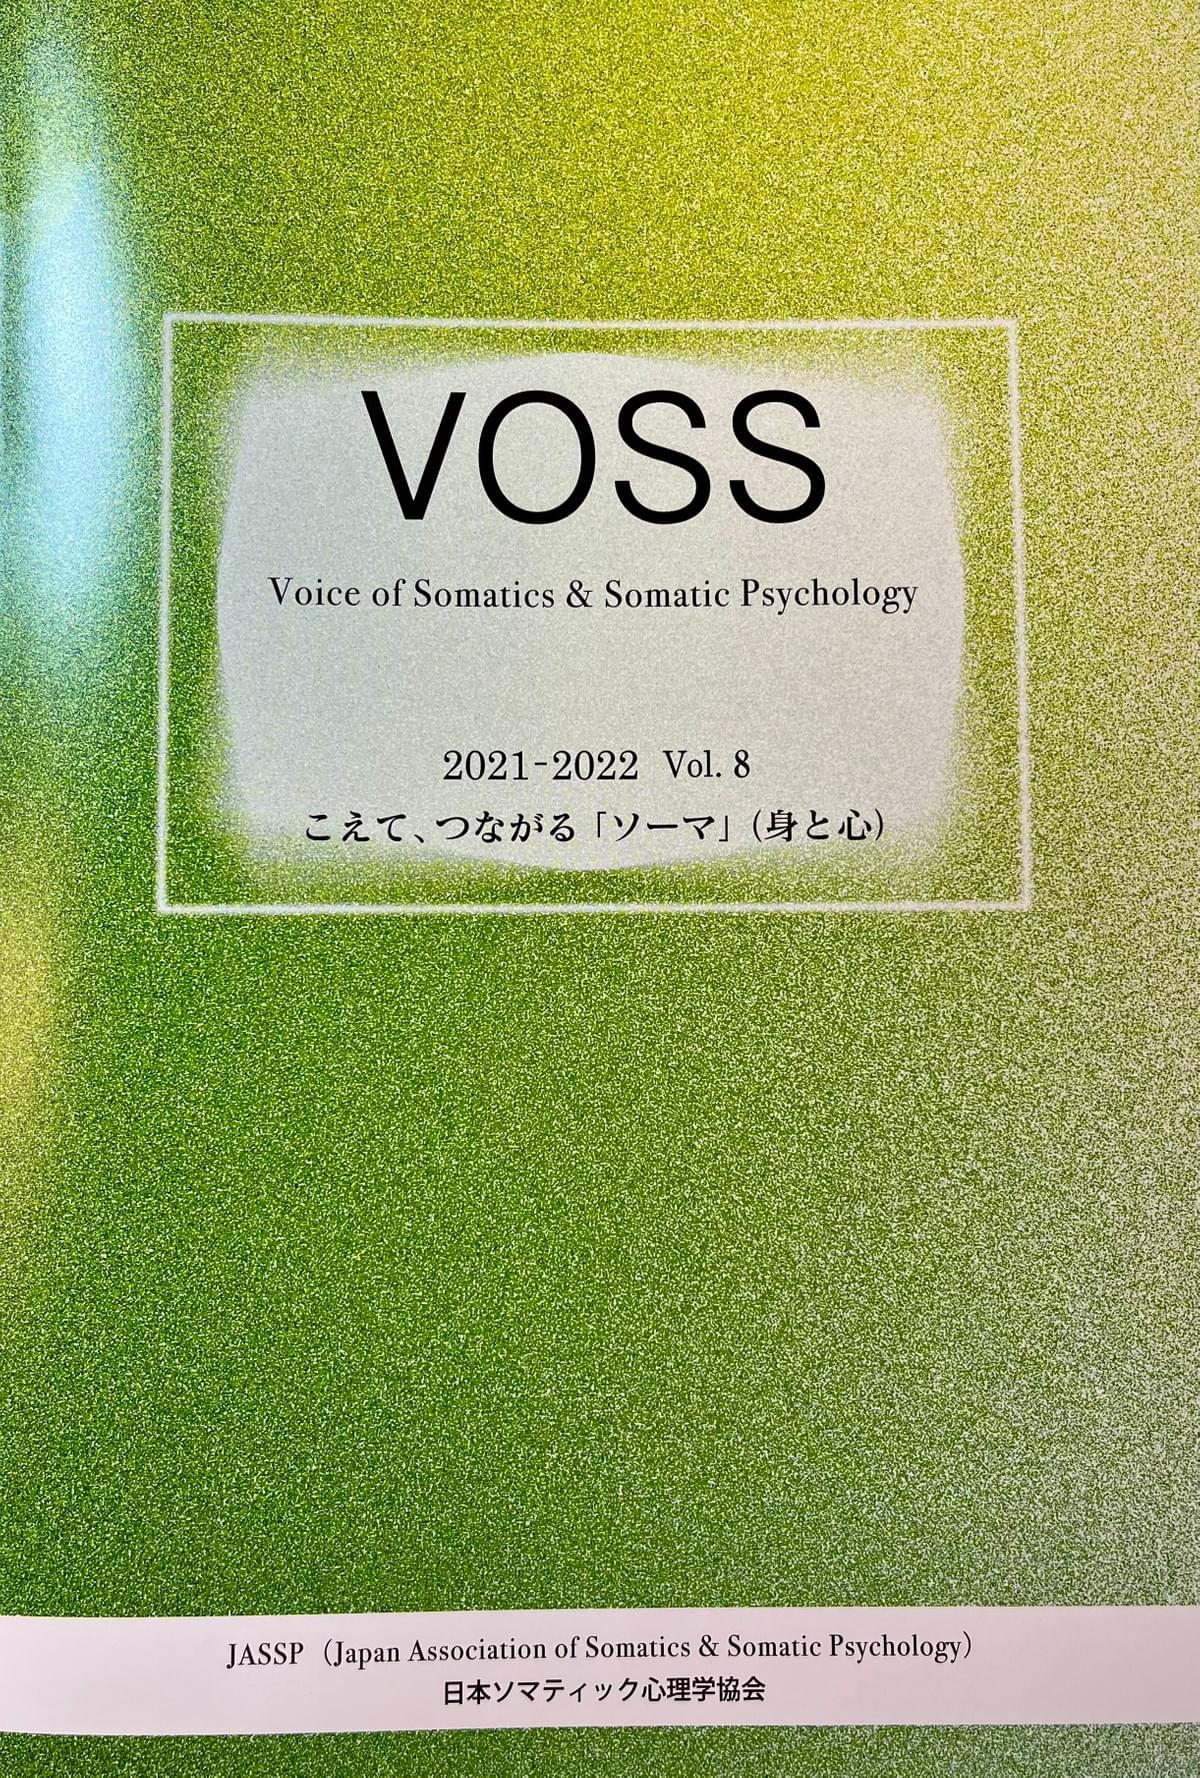 VOSS
Voice of Somatics & Somatic Psychology
2021-2022 Vol. 8
こえて、つながる「ソーマ」(身と心)
JASSP (Japan Association of Somatics & Somatic Psychology)
日本ソマティック心理学協会